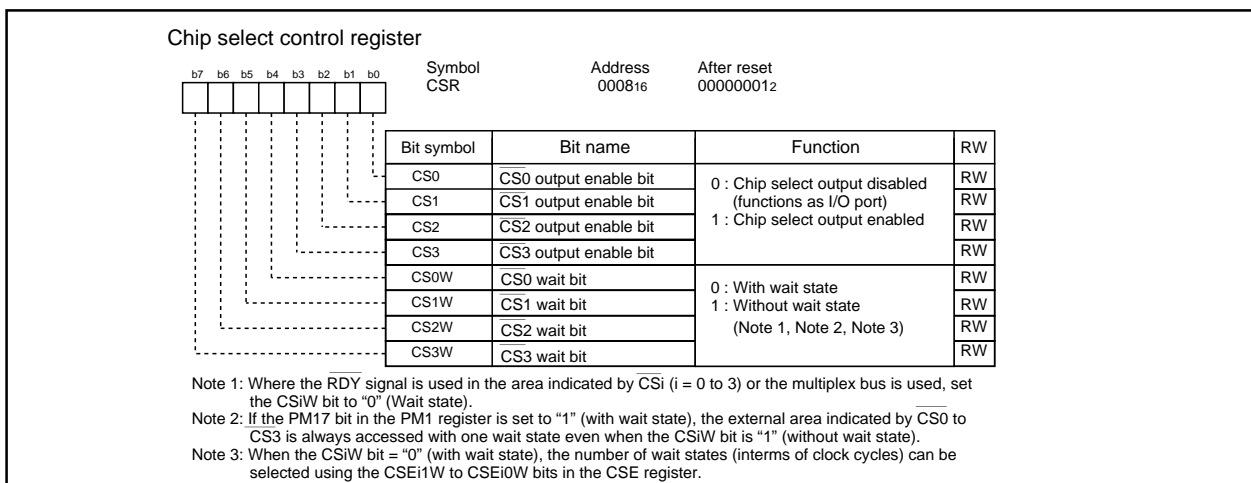 Chip select control register
b7 b6 b5 b4 b3 b2 b1 b0
Symbol Address After reset
CSR 000816 000000012
Bit symbol Bit name Function RW
CS0 CS0 output enable bit RW
CS1 CS1 output enable bit RW
CS2 CS2 output enable bit RW
CS3 CS3 output enable bit RW
0 : Chip select output disabled
(functions as I/O port)
1 : Chip select output enabled
CS0W CS0 wait bit RW
CS1W CS1 wait bit RW
CS2W CS2 wait bit RW
CS3W CS3 wait bit RW
0 : With wait state
1 : Without wait state
(Note 1, Note 2, Note 3)
Note 1: Where the RDY signal is used in the area indicated by CSi (i = 0 to 3) or the multiplex bus is used, set
the CSiW bit to “0” (Wait state).
Note 2: If the PM17 bit in the PM1 register is set to “1” (with wait state), the external area indicated by CS0 to
CS3 is always accessed with one wait state even when the CSiW bit is “1” (without wait state).
Note 3: When the CSiW bit = “0” (with wait state), the number of wait states (interms of clock cycles) can be
selected using the CSEi1W to CSEi0W bits in the CSE register.